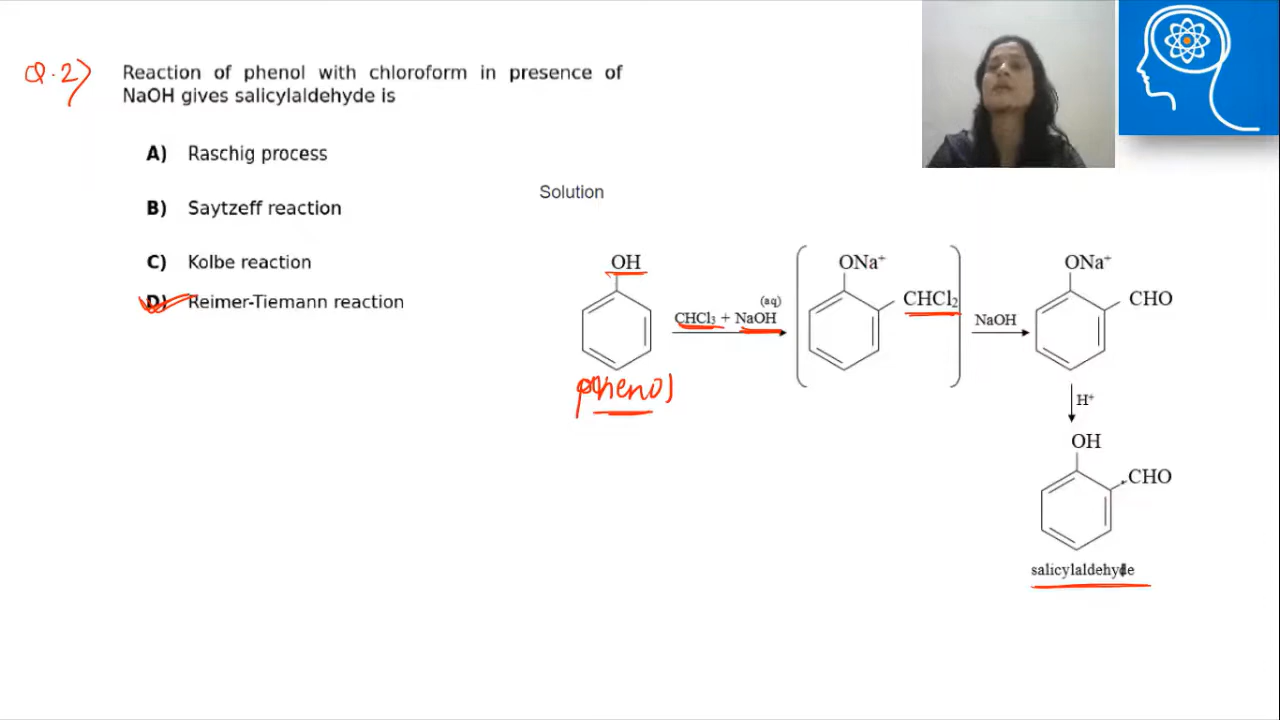 Q.2)
Reaction of phenol with chloroform in presence of
NaOH gives salicylaldehyde is
A) Raschig process
B) Saytzeff reaction
C) Kolbe reaction
D) Reimer-Tiemann reaction
Solution
OH
CHCl₃ + NaOH (aq)
phenol
ONa⁺
CHCl₂
NaOH
ONa⁺
CHO
H⁺
OH
CHO
salicylaldehyde